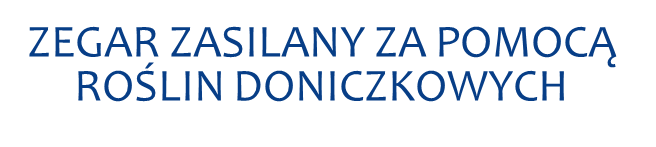 ZEGAR ZASILANY ZA POMOCĄ
ROŚLIN DONICZKOWYCH